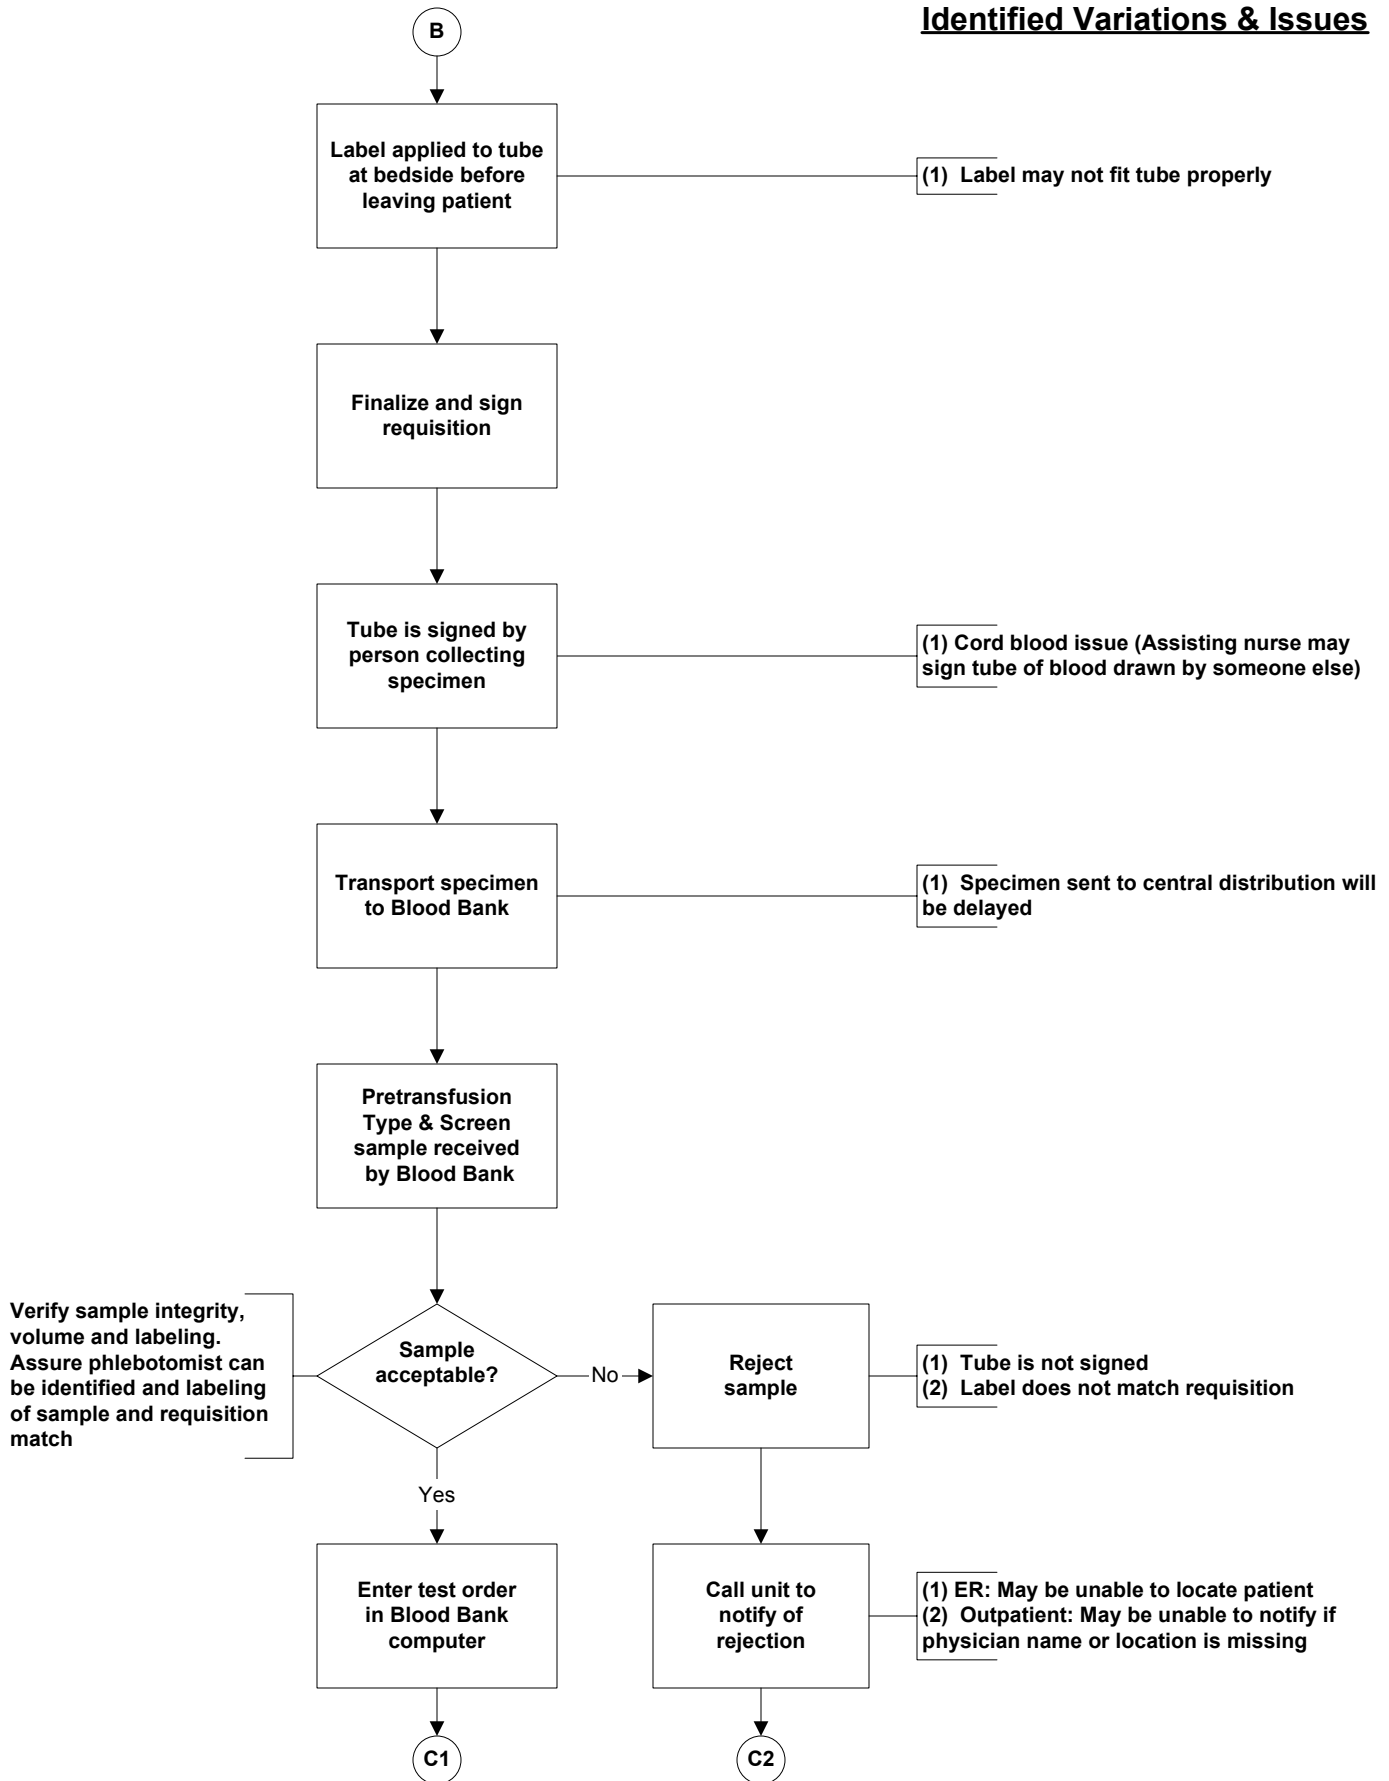 Identified Variations & Issues
B
Label applied to tube
at bedside before
leaving patient
(1)  Label may not fit tube properly
Finalize and sign
requisition
Tube is signed by
person collecting
specimen
(1) Cord blood issue (Assisting nurse may
sign tube of blood drawn by someone else)
Transport specimen
to Blood Bank
(1)  Specimen sent to central distribution will
be delayed
Pretransfusion
Type & Screen
sample received
by Blood Bank
Verify sample integrity,
volume and labeling.
Assure phlebotomist can
be identified and labeling
of sample and requisition
match
Sample
acceptable?
No
Reject
sample
(1)  Tube is not signed
(2)  Label does not match requisition
Yes
Enter test order
in Blood Bank
computer
Call unit to
notify of
rejection
(1) ER: May be unable to locate patient
(2)  Outpatient: May be unable to notify if
physician name or location is missing
C1
C2